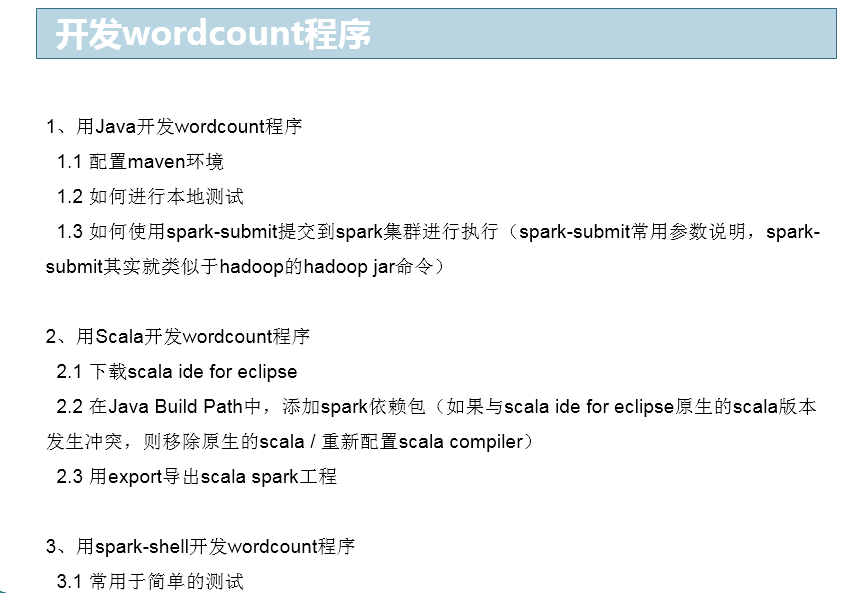 开发wordcount程序
1、用Java开发wordcount程序
1.1 配置maven环境
1.2 如何进行本地测试
1.3 如何使用spark-submit提交到spark集群进行执行（spark-submit常用参数说明，spark-
submit其实就类似于hadoop的hadoop jar命令）
2、用Scala开发wordcount程序
2.1 下载scala ide for eclipse
2.2 在Java Build Path中，添加spark依赖包（如果与scala ide for eclipse原生的scala版本
发生冲突，则移除原生的scala / 重新配置scala compiler）
2.3 用export导出scala spark工程
3、用spark-shell开发wordcount程序
3.1 常用于简单的测试